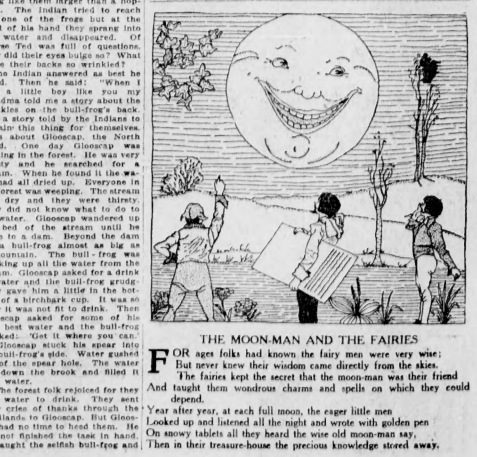 g like them larger than a hop-
. The Indian tried to reach
one of the frogs but at the
t of his hand they sprang into
water and disappeared. Of
se Ted was full of questions.
did their eyes bulge so? What
e their backs so wrinkled?
he Indian answered as best he
d. Then he said: "When I
a little boy like you my
dma told me a story about the
kles on the bull-frog's back.
a story told by the Indians to
ain this thing for themselves.
s about Glooscap, the North
d. One day Glooscap was
ing in the forest. He was very
ty and he searched for a
am. When he found it the wa-
had all dried up. Everyone in
forest was weeping. The stream
dry and they were thirsty.
y did not know what to do to
water. Glooscap wandered up
bed of the stream until he
e to a dam. Beyond the dam
a bull-frog almost as big as
ountain. The bull-frog was
king up all the water from the
am. Glooscap asked for a drink
water and the bull-frog grudg-
y gave him a little in the bot-
of a birchbark cup. It was so
y it was not fit to drink. Then
scap asked for some of his
best water and the bull-frog
ked: 'Get it where you can.'
Glooscap stuck his spear into
bull-frog's side. Water gushed
of the spear hole. The water
down the brook and filled it
water.
he forest folk rejoiced for they
water to drink. They sent
cries of thanks through the
lands to Glooscap. But Gloos-
had no time to heed them. He
not finished the task in hand.
aught the selfish bull-frog and
THE MOON-MAN AND THE FAIRIES
FOR ages folks had known the fairy men were very wise;
But never knew their wisdom came directly from the skies.
The fairies kept the secret that the moon-man was their friend
And taught them wondrous charms and spells on which they could
depend.
Year after year, at each full moon, the eager little men
Looked up and listened all the night and wrote with golden pen
On snowy tablets all they heard the wise old moon-man say,
Then in their treasure-house the precious knowledge stored away.